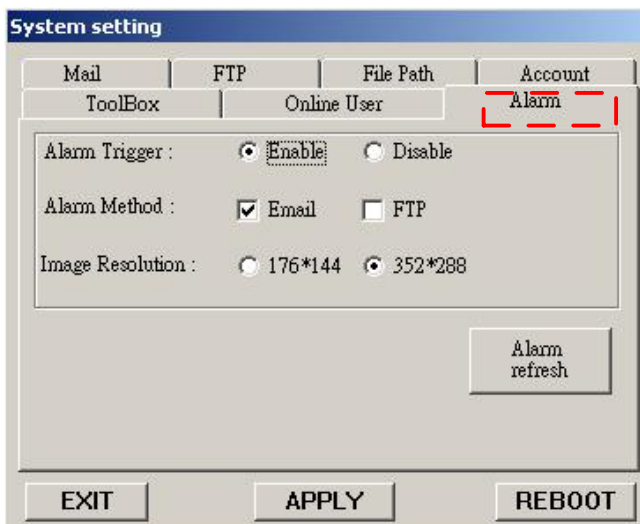 System setting
Mail FTP File Path Account
ToolBox Online User Alarm
Alarm Trigger : Enable Disable
Alarm Method : Email FTP
Image Resolution : 176*144 352*288
Alarm
refresh
EXIT APPLY REBOOT